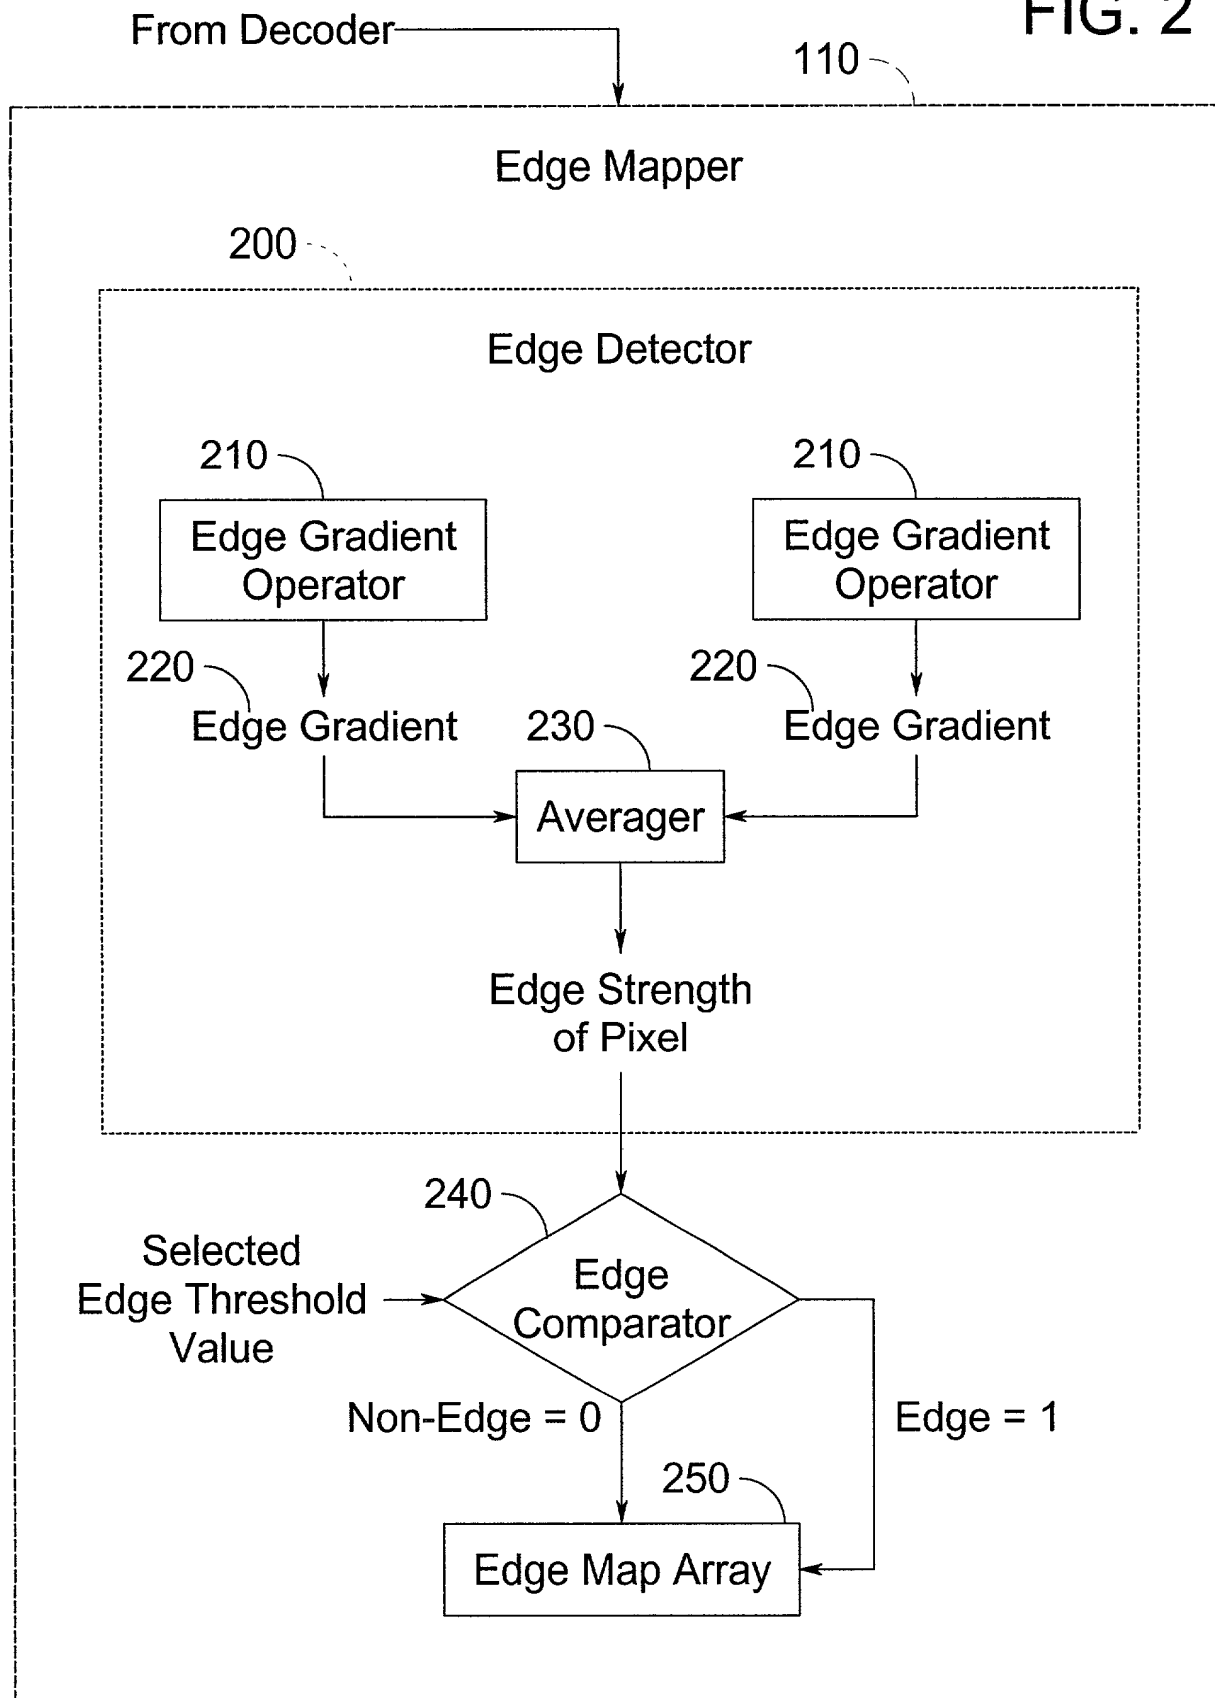 FIG. 2
From Decoder
110
Edge Mapper
200
Edge Detector
210
210
Edge Gradient
Operator
Edge Gradient
Operator
220
220
Edge Gradient
Edge Gradient
230
Averager
Edge Strength
of Pixel
240
Selected
Edge Threshold
Value
Edge
Comparator
Non-Edge = 0
Edge = 1
250
Edge Map Array